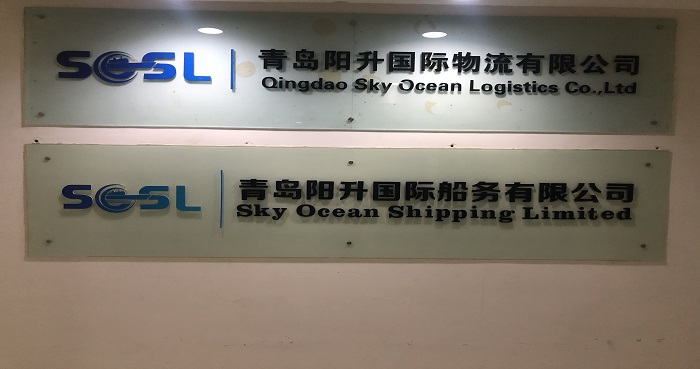 SOSL
青岛阳升国际物流有限公司
Qingdao Sky Ocean Logistics Co.,Ltd
SOSL
青岛阳升国际船务有限公司
Sky Ocean Shipping Limited